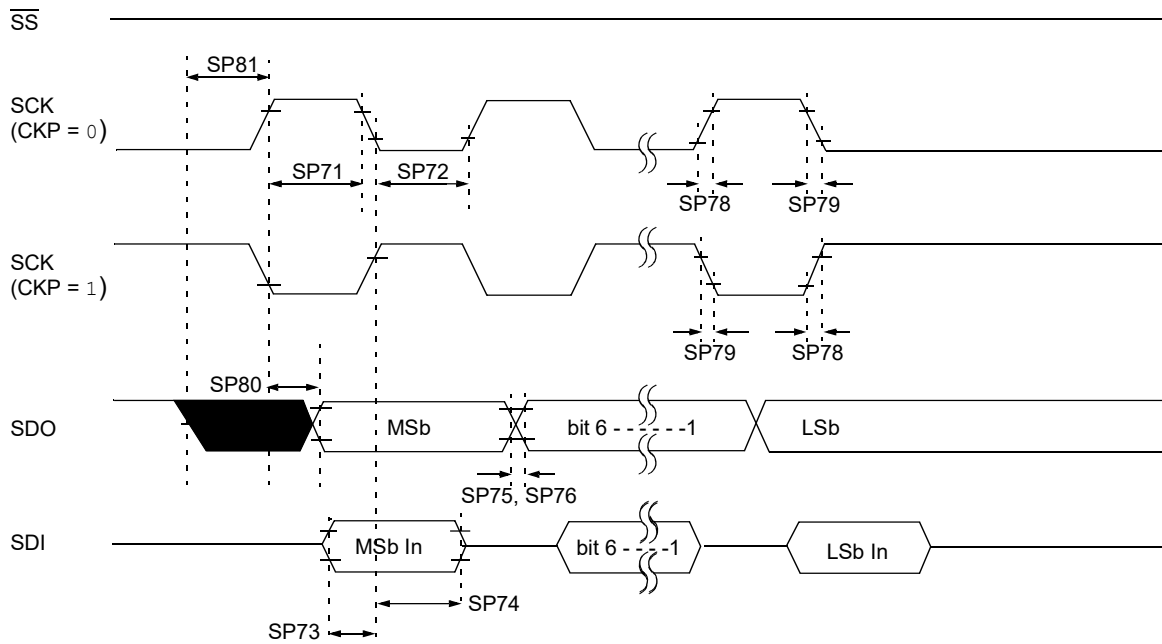 SS
SP81
SCK
(CKP = 0)
SP71
SP72
SP78
SP79
SCK
(CKP = 1)
SP79
SP78
SP80
SDO
MSb
bit 6 - - - - - -1
LSb
SP75, SP76
SDI
MSb In
bit 6 - - - - -1
LSb In
SP74
SP73